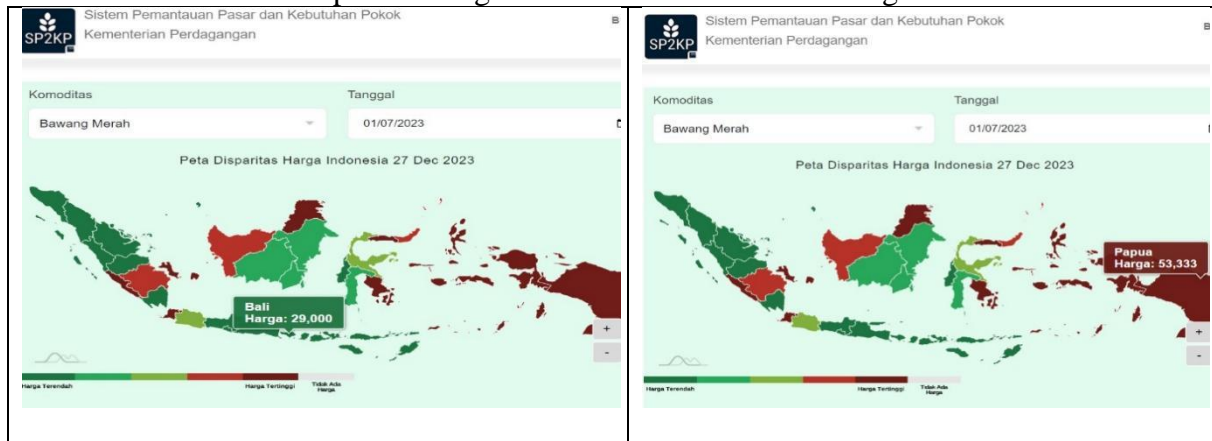 Sistem Pemantauan Pasar dan Kebutuhan Pokok
Kementerian Perdagangan
SP2KP
B
Komoditas
Tanggal
Bawang Merah
01/07/2023
Peta Disparitas Harga Indonesia 27 Dec 2023
Bali
Harga: 29,000
+
-
Harga Terendah
Harga Tertinggi
Tidak Ada
Harga
Sistem Pemantauan Pasar dan Kebutuhan Pokok
Kementerian Perdagangan
SP2KP
B
Komoditas
Tanggal
Bawang Merah
01/07/2023
Peta Disparitas Harga Indonesia 27 Dec 2023
Papua
Harga: 53,333
+
-
Harga Terendah
Harga Tertinggi
Tidak Ada
Harga